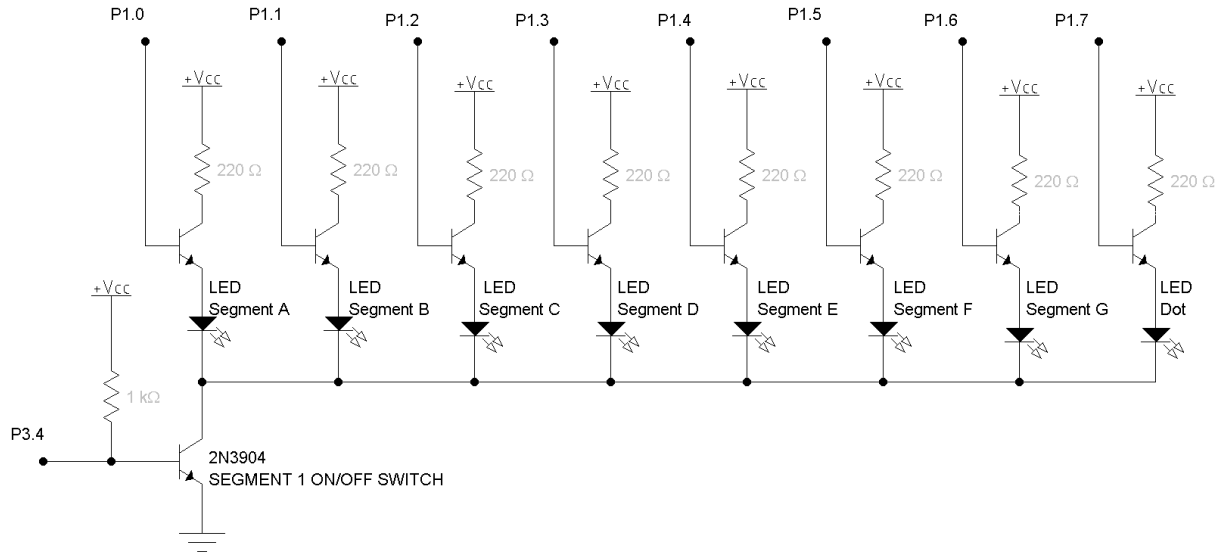 P1.0
P1.1
P1.2
P1.3
P1.4
P1.5
P1.6
P1.7
+Vcc
+Vcc
+Vcc
+Vcc
+Vcc
+Vcc
+Vcc
+Vcc
220 Ω
220 Ω
220 Ω
220 Ω
220 Ω
220 Ω
220 Ω
220 Ω
LED
Segment A
LED
Segment B
LED
Segment C
LED
Segment D
LED
Segment E
LED
Segment F
LED
Segment G
LED
Dot
+Vcc
1 kΩ
P3.4
2N3904
SEGMENT 1 ON/OFF SWITCH